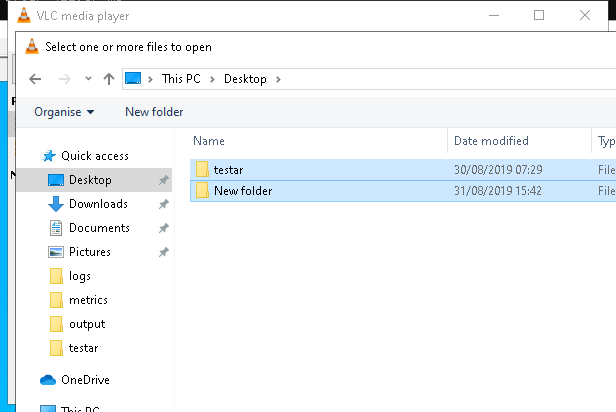 VLC media player
Select one or more files to open
This PC > Desktop >
Organise New folder
Name Date modified Typ
Quick access
Desktop
Downloads
Documents
Pictures
logs
metrics
output
testar
OneDrive
This PC
testar 30/08/2019 07:29 File
New folder 31/08/2019 15:42 File